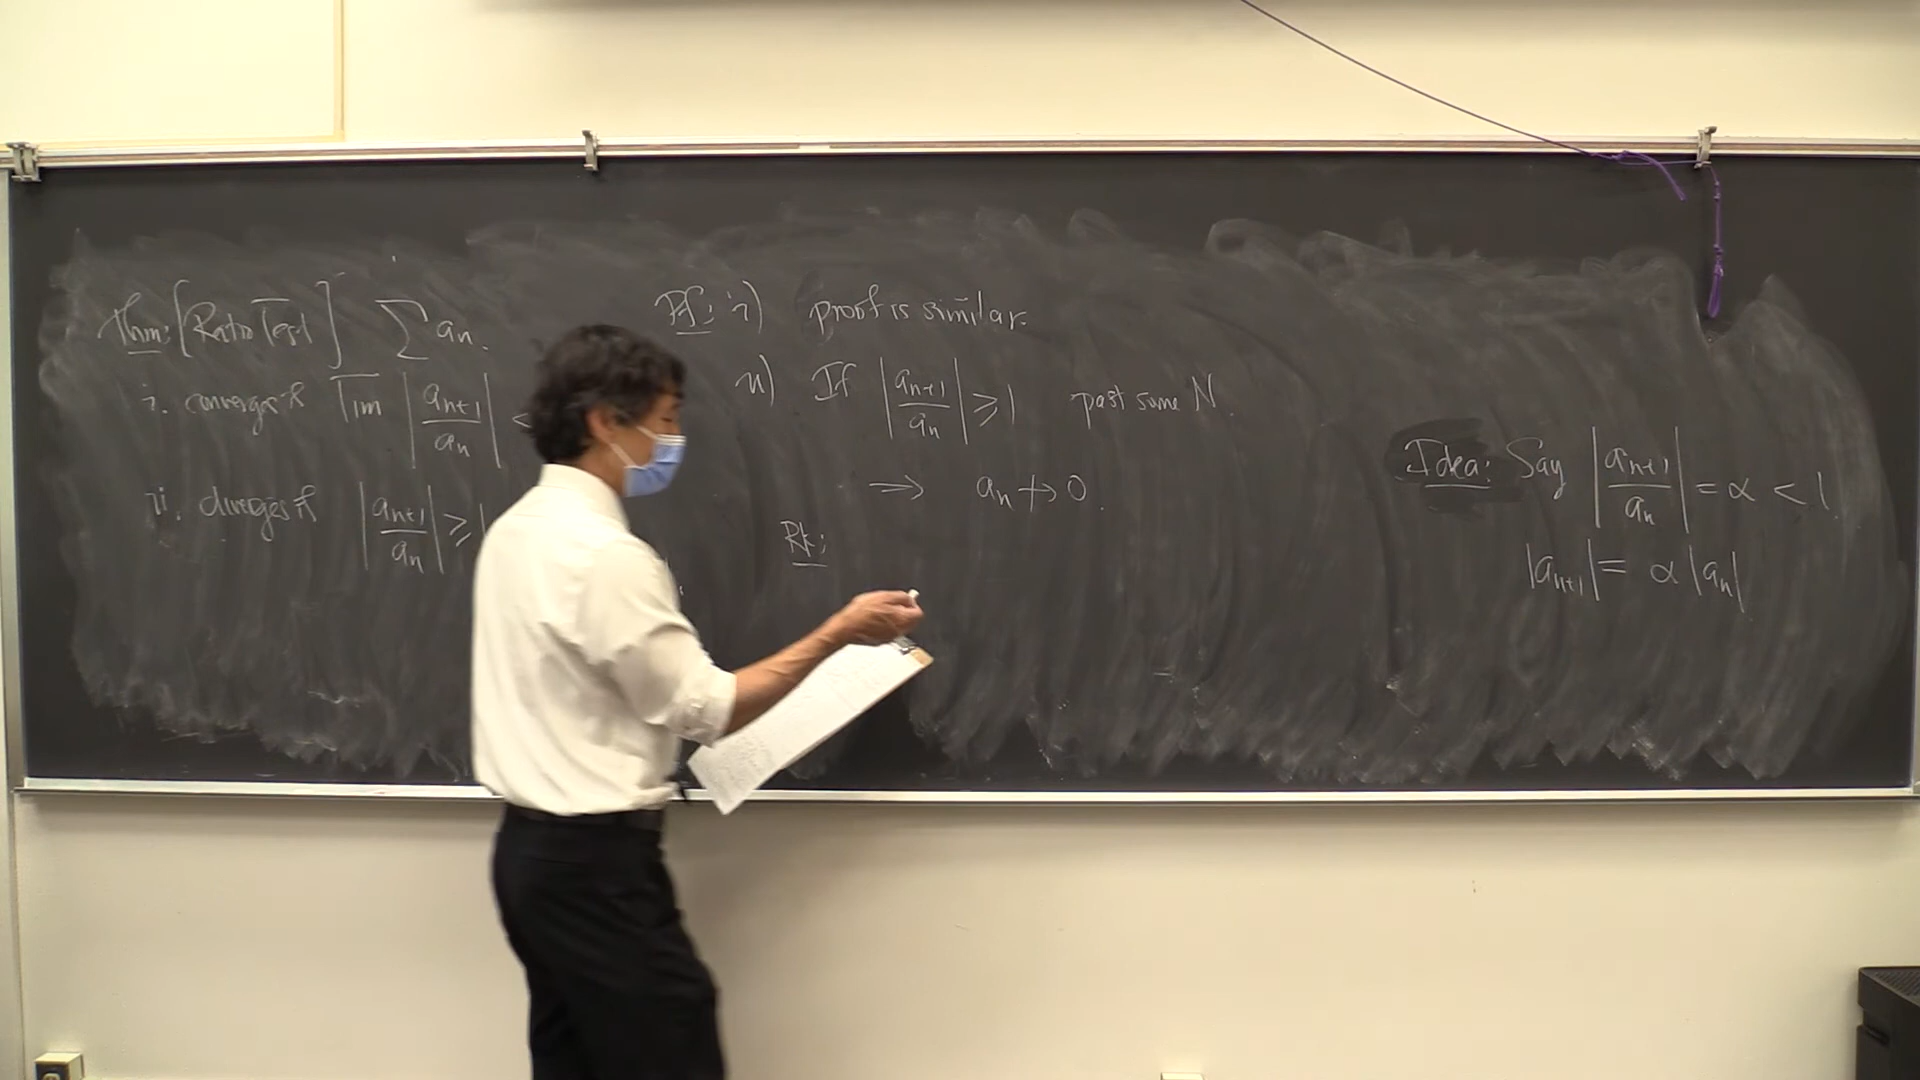 Thm: [Ratio Test] ∑ aₙ.
i. converges if l̅i̅m̅ |aₙ₊₁/aₙ| <
ii. diverges if |aₙ₊₁/aₙ| ≥ 1
Pf: i) proof is similar.
ii) If |aₙ₊₁/aₙ| ≥ 1 past some N.
⟹ aₙ ↛ 0.
Rk:
Idea: Say |aₙ₊₁/aₙ| = α < 1
|aₙ₊₁| = α |aₙ|